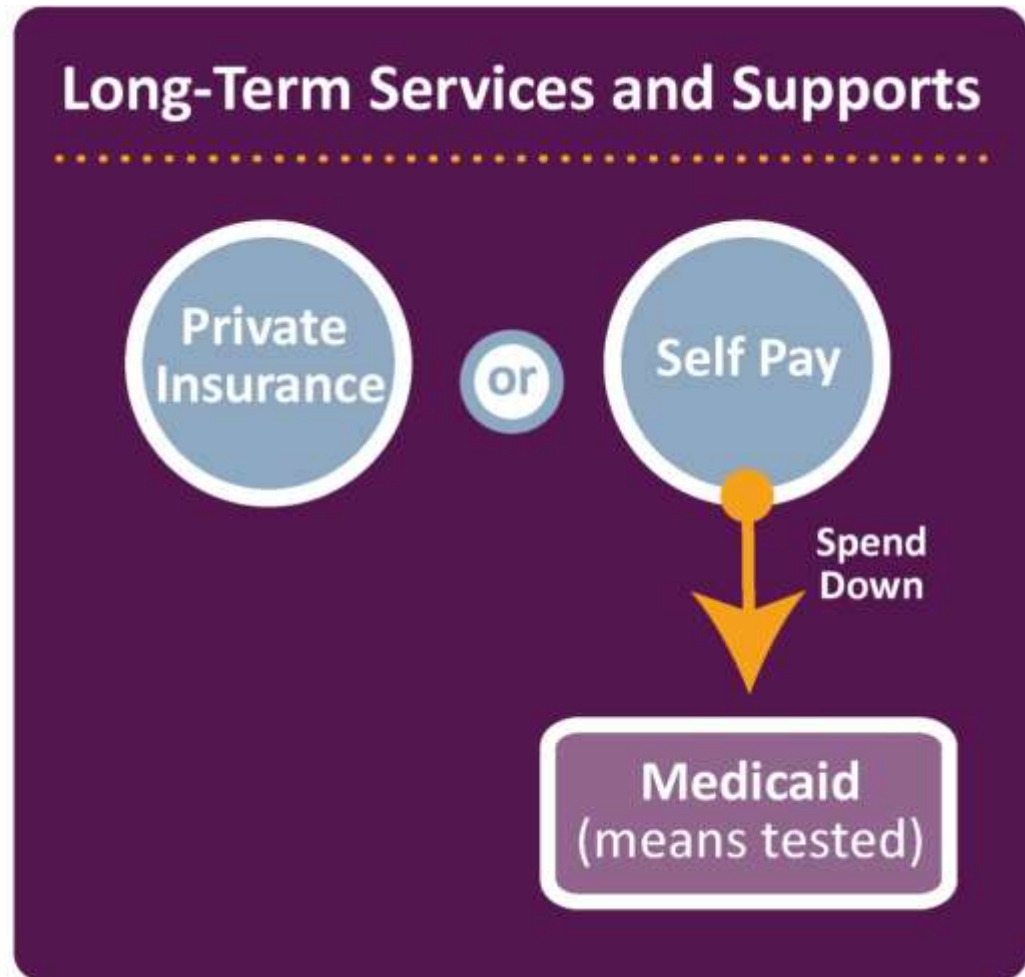 Long-Term Services and Supports
Private
Insurance
or
Self Pay
Spend
Down
Medicaid
(means tested)